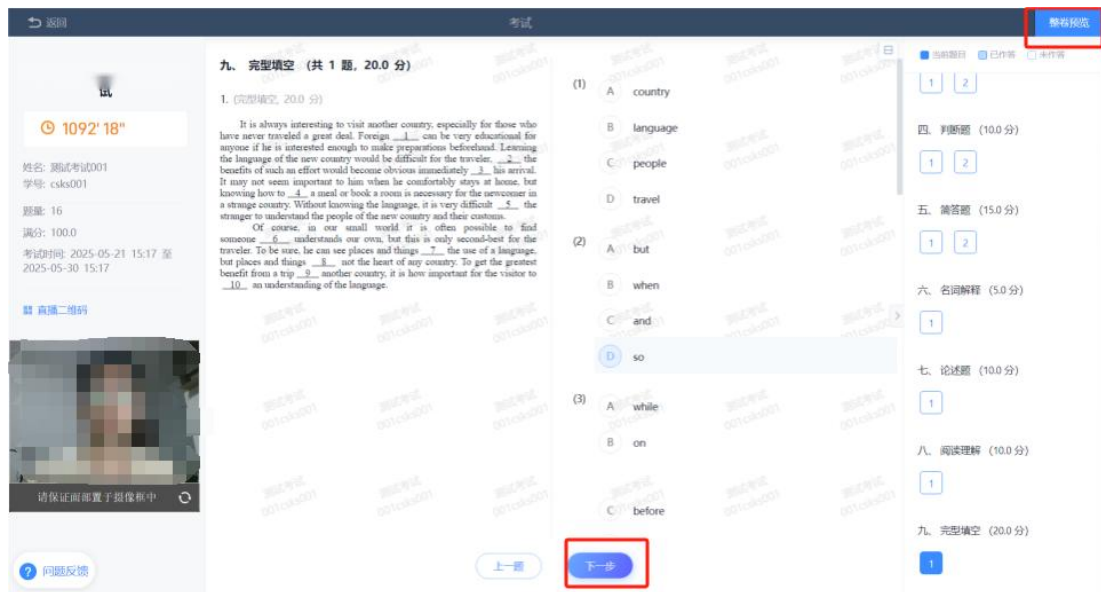 返回
考试
整卷预览
试
1092'18"
姓名: 测试考试001
学号: csks001
题量: 16
满分: 100.0
考试时间: 2025-05-21 15:17 至
2025-05-30 15:17
直播二维码
请保证面部置于摄像框中
问题反馈
九、 完型填空 (共 1 题, 20.0 分)
1. (完型填空, 20.0 分)
It is always interesting to visit another country, especially for those who
have never traveled a great deal. Foreign __1__ can be very educational for
anyone if he is interested enough to make preparations beforehand. Learning
the language of the new country would be difficult for the traveler, __2__ the
benefits of such an effort would become obvious immediately __3__ his arrival.
It may not seem important to him when he comfortably stays at home, but
knowing how to __4__ a meal or book a room is necessary for the newcomer in
a strange country. Without knowing the language, it is very difficult __5__ the
stranger to understand the people of the new country and their customs.
Of course, in our small world it is often possible to find
someone __6__ understands our own, but this is only second-best for the
traveler. To be sure, he can see places and things __7__ the use of a language,
but places and things __8__ not the heart of any country. To get the greatest
benefit from a trip __9__ another country, it is how important for the visitor to
__10__ an understanding of the language.
(1)
A country
B language
C people
D travel
(2)
A but
B when
C and
D so
(3)
A while
B on
C before
上一题
下一步
当前题目 已作答 未作答
1 2
四、 判断题 (10.0 分)
1 2
五、 简答题 (15.0 分)
1 2
六、 名词解释 (5.0 分)
1
七、 论述题 (10.0 分)
1
八、 阅读理解 (10.0 分)
1
九、 完型填空 (20.0 分)
1
测试考试
001csks001